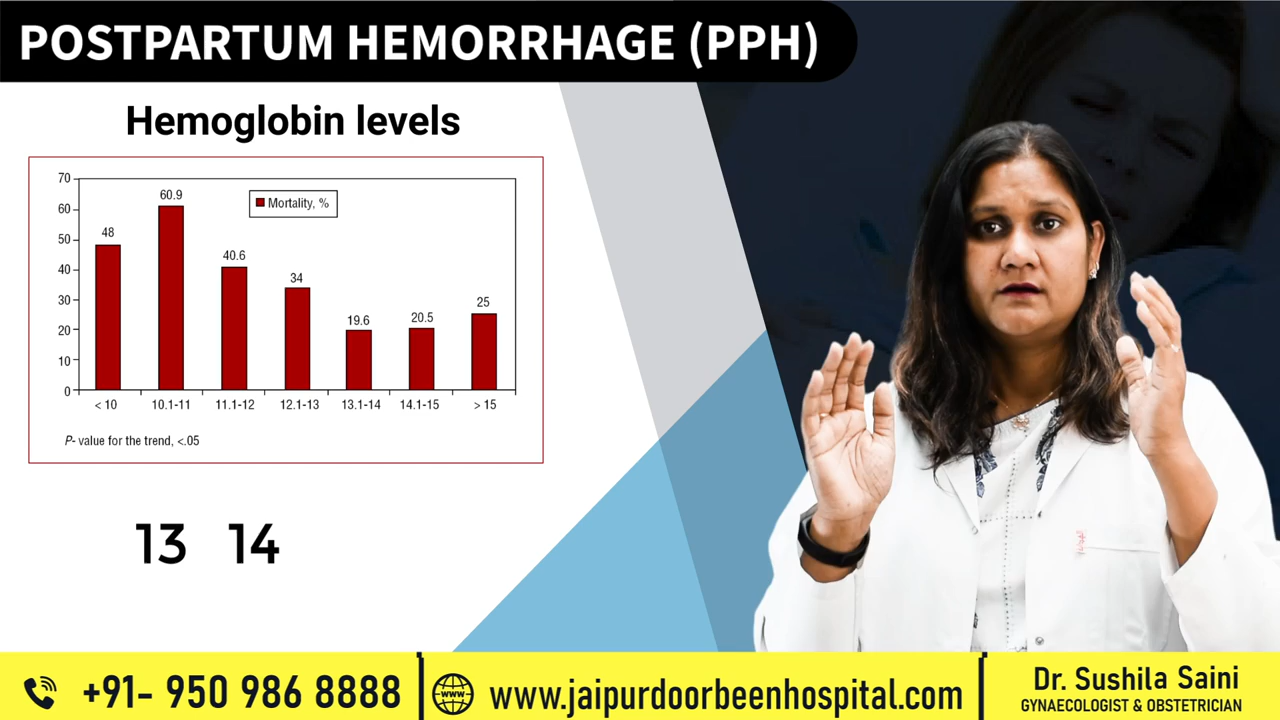 POSTPARTUM HEMORRHAGE (PPH)
Hemoglobin levels
70
60
50
40
30
20
10
0
Mortality, %
48
60.9
40.6
34
19.6
20.5
25
< 10
10.1-11
11.1-12
12.1-13
13.1-14
14.1-15
> 15
P- value for the trend, <.05
13 14
+91- 950 986 8888
www
www.jaipurdoorbeenhospital.com
Dr. Sushila Saini
GYNAECOLOGIST & OBSTETRICIAN